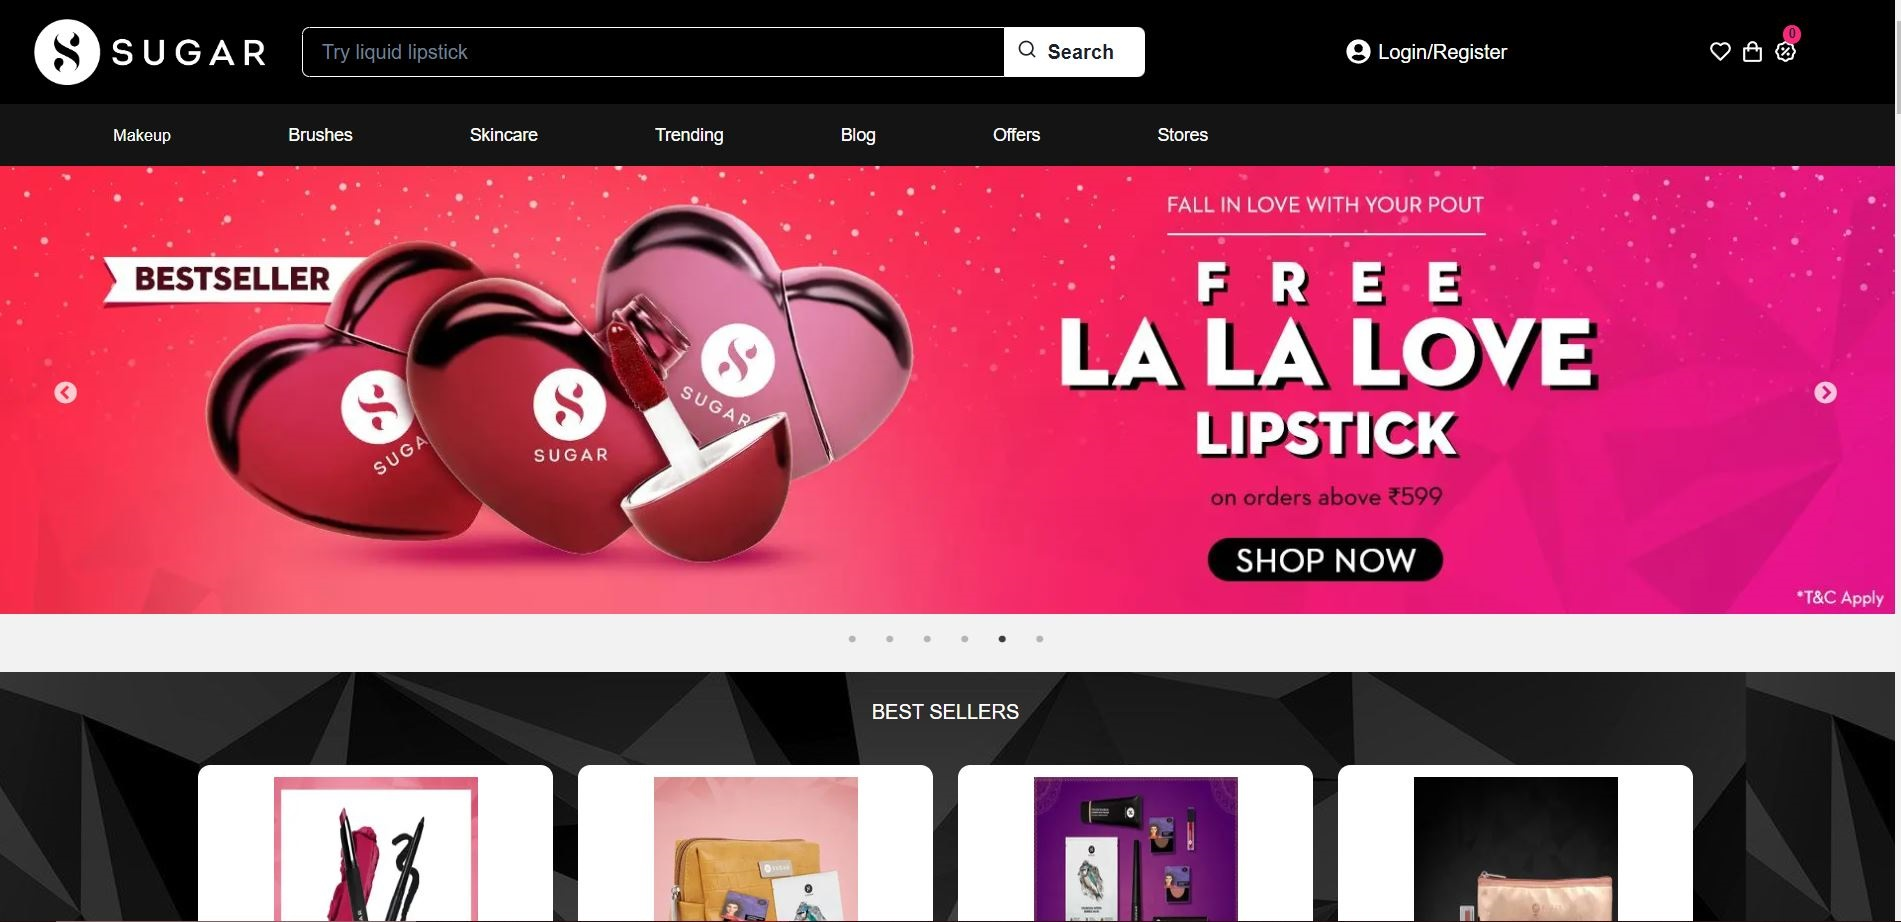 SUGAR
Try liquid lipstick
Search
Login/Register
0
Makeup
Brushes
Skincare
Trending
Blog
Offers
Stores
BESTSELLER
SUGAR
SUGAR
SUGAR
FALL IN LOVE WITH YOUR POUT
FREE
LA LA LOVE
LIPSTICK
on orders above ₹599
SHOP NOW
*T&C Apply
BEST SELLERS
SUGAR